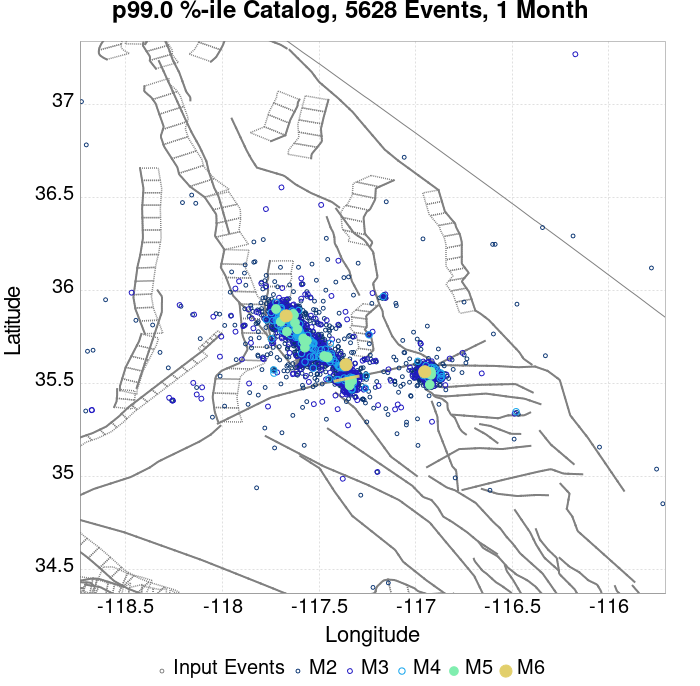 p99.0 %-ile Catalog, 5628 Events, 1 Month
37
36.5
36
35.5
35
34.5
Latitude
-118.5 -118 -117.5 -117 -116.5 -116
Longitude
Input Events M2 M3 M4 M5 M6